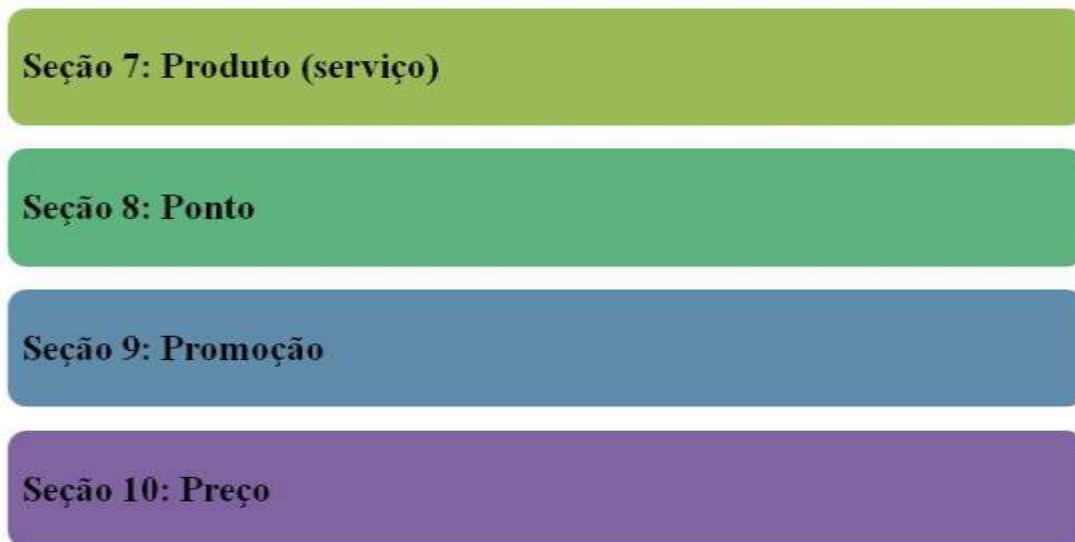 Seção 7: Produto (serviço)
Seção 8: Ponto
Seção 9: Promoção
Seção 10: Preço